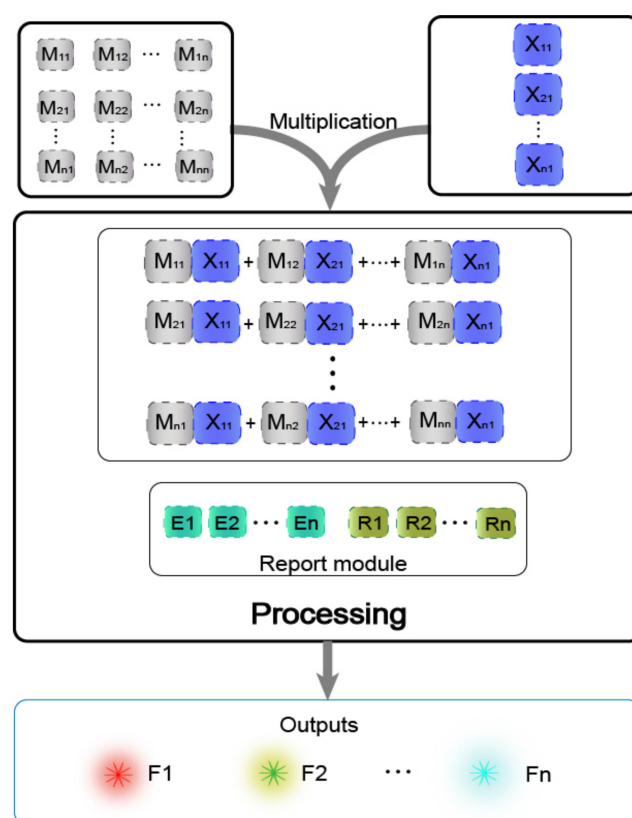 M11 M12 ··· M1n
X11
M21 M22 ··· M2n
X21
Multiplication
Mn1 Mn2 ··· Mnn
Xn1
M11 X11 + M12 X21 +···+ M1n Xn1
M21 X11 + M22 X21 +···+ M2n Xn1
Mn1 X11 + Mn2 X21 +···+ Mnn Xn1
E1 E2 ··· En R1 R2 ··· Rn
Report module
Processing
Outputs
F1 F2 ··· Fn